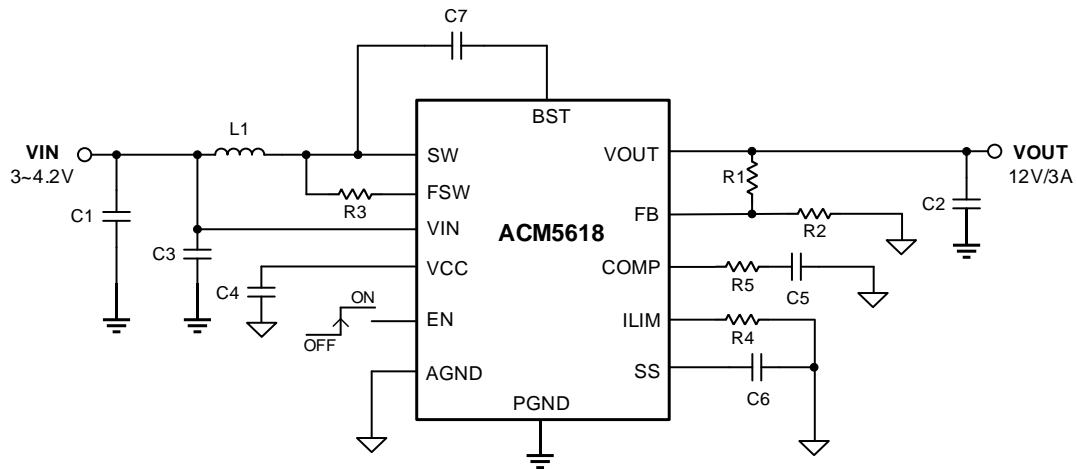 C7
BST
L1
VIN
3~4.2V
SW
VOUT
VOUT
12V/3A
R1
FSW
R3
C1
C2
FB
R2
VIN
ACM5618
C3
VCC
COMP
R5
C5
C4
ON
OFF
EN
ILIM
R4
AGND
SS
C6
PGND